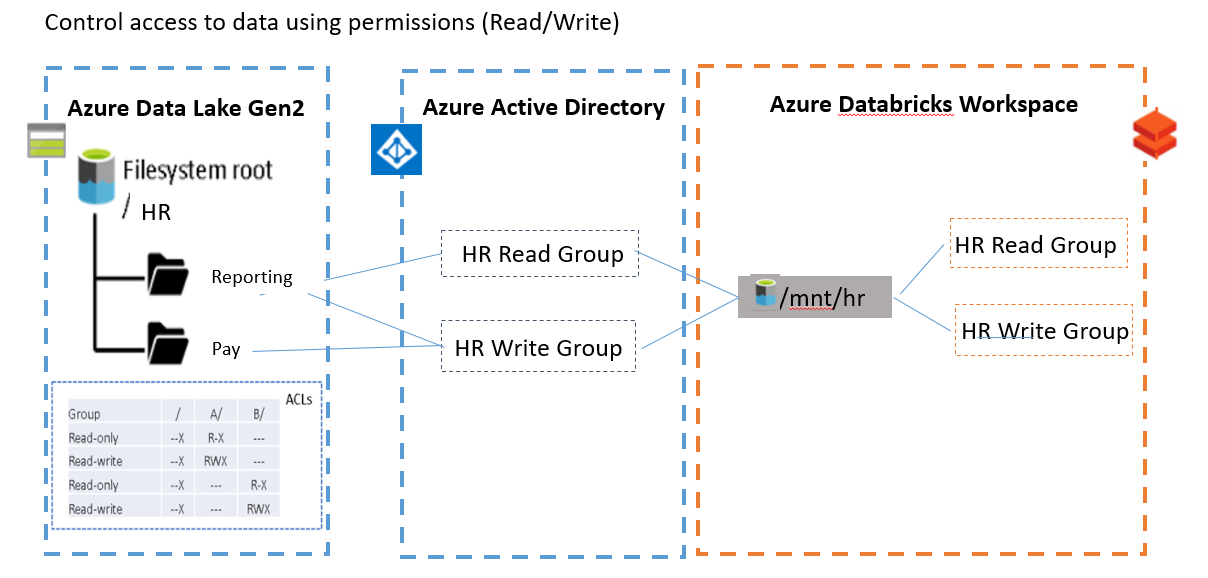 Control access to data using permissions (Read/Write)
Azure Data Lake Gen2
Filesystem root
/ HR
Reporting
Pay
ACLs
Group / A/ B/
Read-only --X R-X ---
Read-write --X RWX ---
Read-only --X --- R-X
Read-write --X --- RWX
Azure Active Directory
HR Read Group
HR Write Group
Azure Databricks Workspace
/mnt/hr
HR Read Group
HR Write Group